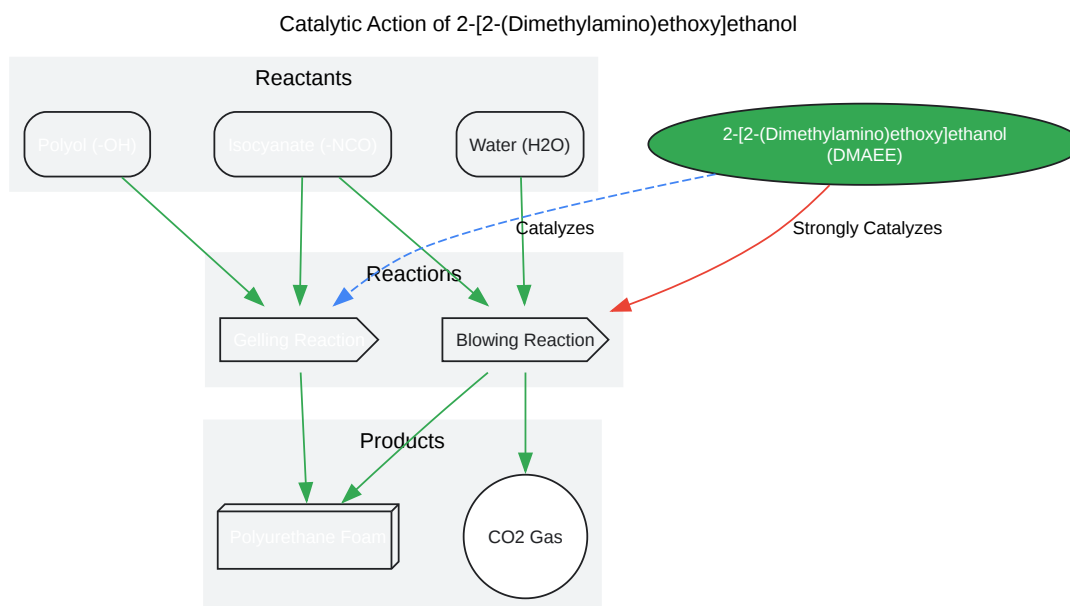 Catalytic Action of 2-[2-(Dimethylamino)ethoxy]ethanol
Reactants
Polyol (-OH)
Isocyanate (-NCO)
Water (H2O)
2-[2-(Dimethylamino)ethoxy]ethanol
(DMAEE)
Catalyzes
Strongly Catalyzes
Reactions
Gelling Reaction
Blowing Reaction
Products
Polyurethane Foam
CO2 Gas